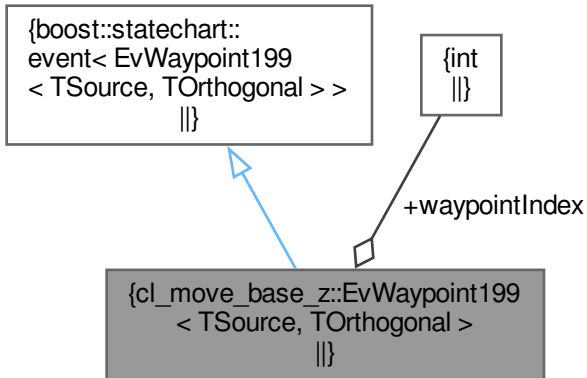 {boost::statechart::
event< EvWaypoint199
< TSource, TOrthogonal > >
||}
{int
||}
+waypointIndex
{cl_move_base_z::EvWaypoint199
< TSource, TOrthogonal >
||}